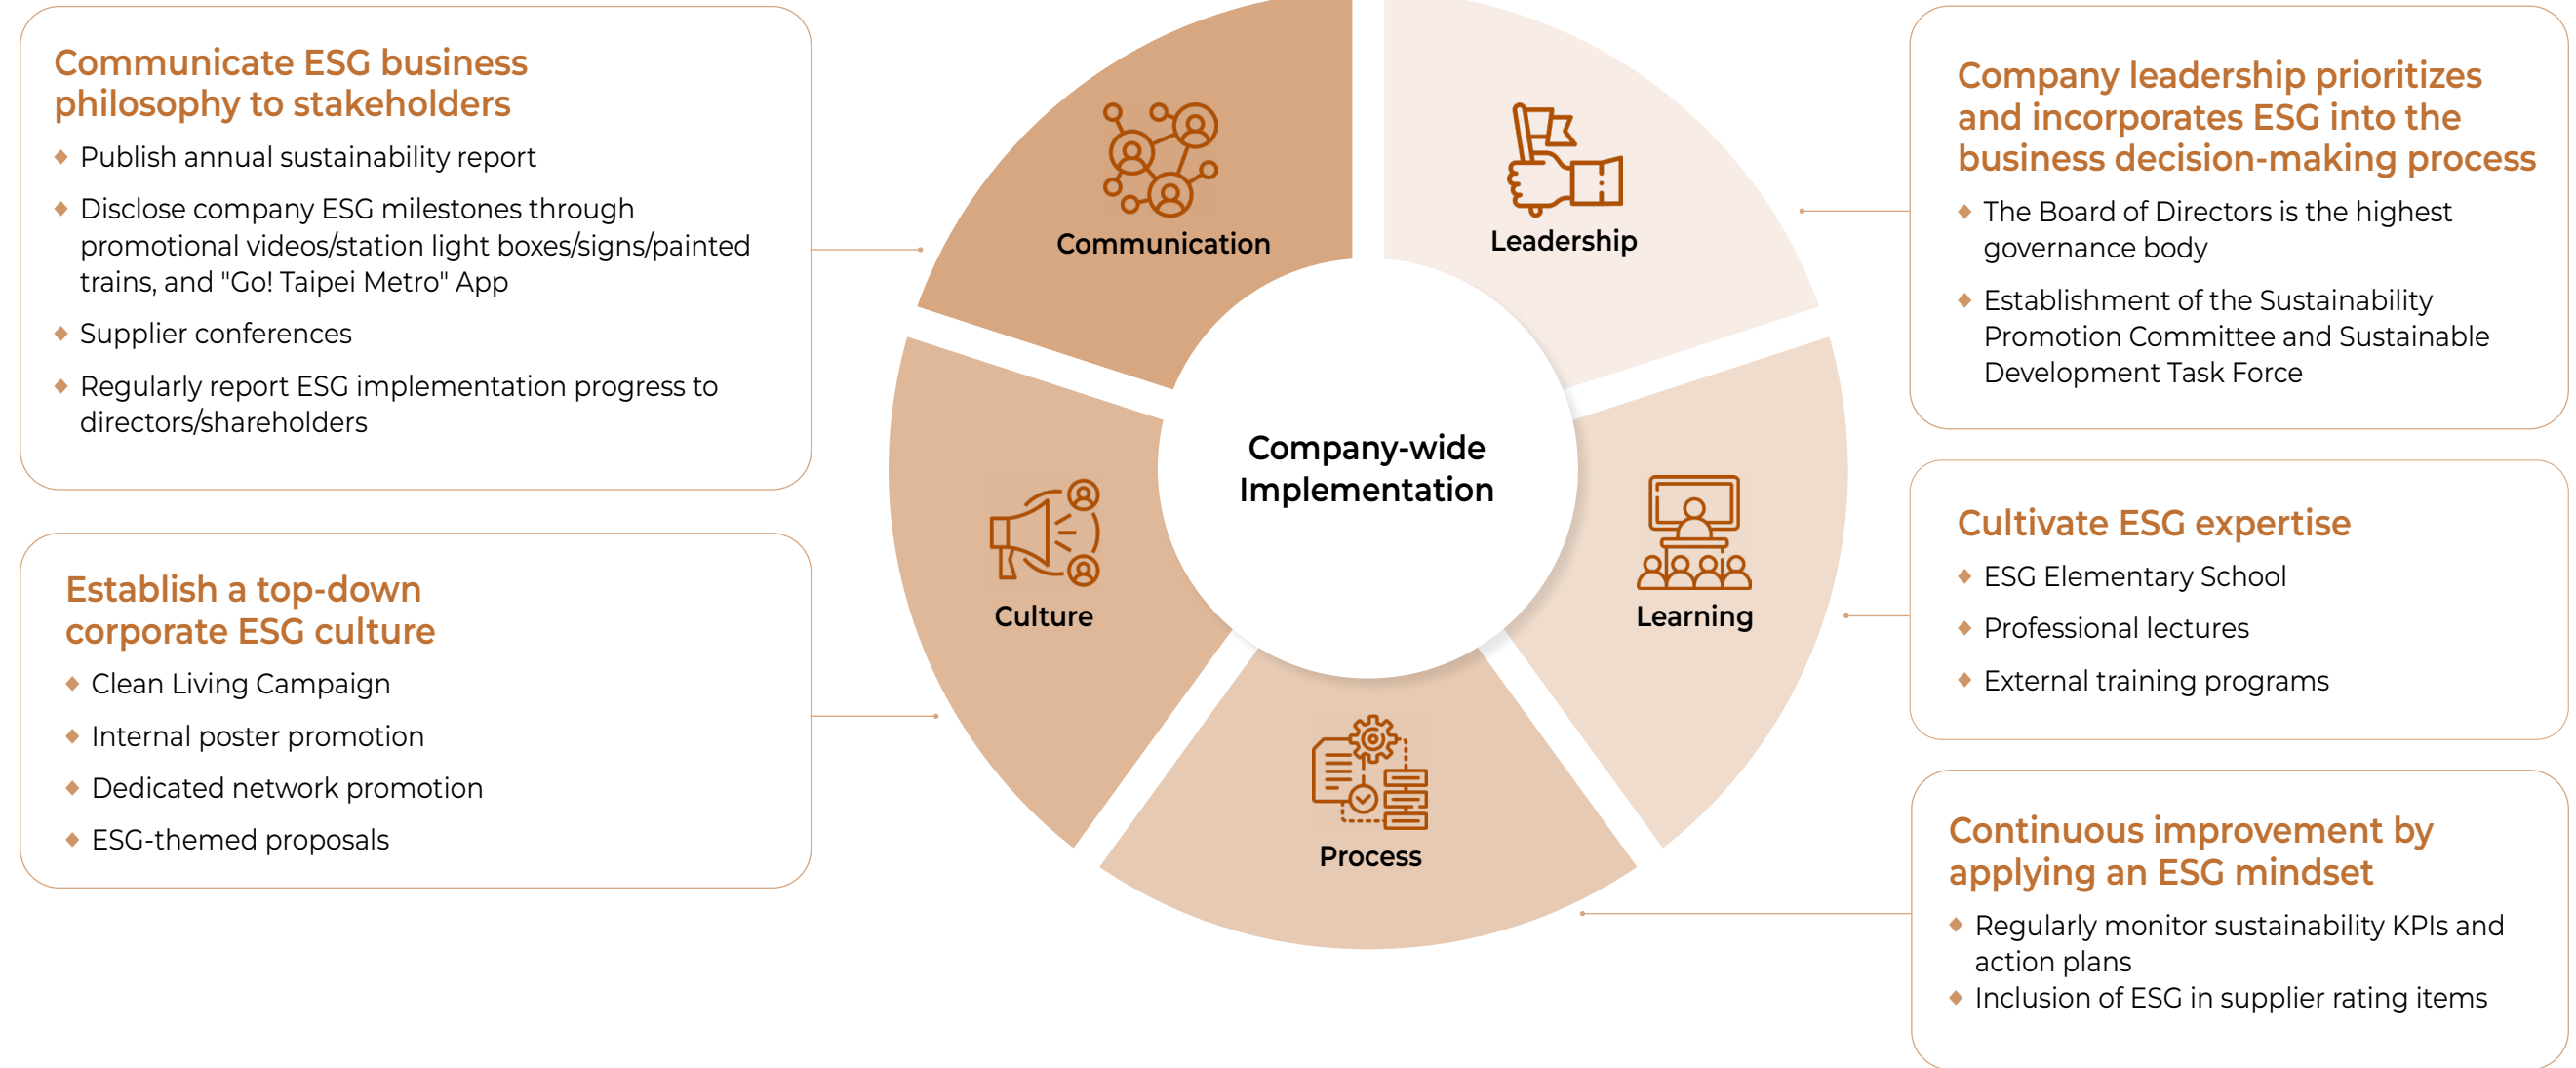 Communicate ESG business
philosophy to stakeholders
Publish annual sustainability report
Disclose company ESG milestones through
promotional videos/station light boxes/signs/painted
trains, and "Go! Taipei Metro" App
Supplier conferences
Regularly report ESG implementation progress to
directors/shareholders
Establish a top-down
corporate ESG culture
Clean Living Campaign
Internal poster promotion
Dedicated network promotion
ESG-themed proposals
Communication
Leadership
Company-wide
Implementation
Culture
Learning
Process
Company leadership prioritizes
and incorporates ESG into the
business decision-making process
The Board of Directors is the highest
governance body
Establishment of the Sustainability
Promotion Committee and Sustainable
Development Task Force
Cultivate ESG expertise
ESG Elementary School
Professional lectures
External training programs
Continuous improvement by
applying an ESG mindset
Regularly monitor sustainability KPIs and
action plans
Inclusion of ESG in supplier rating items